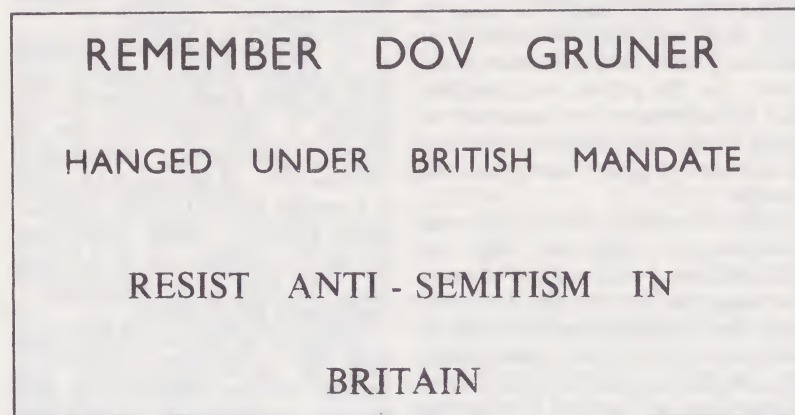 REMEMBER DOV GRUNER
HANGED UNDER BRITISH MANDATE
RESIST ANTI - SEMITISM IN
BRITAIN